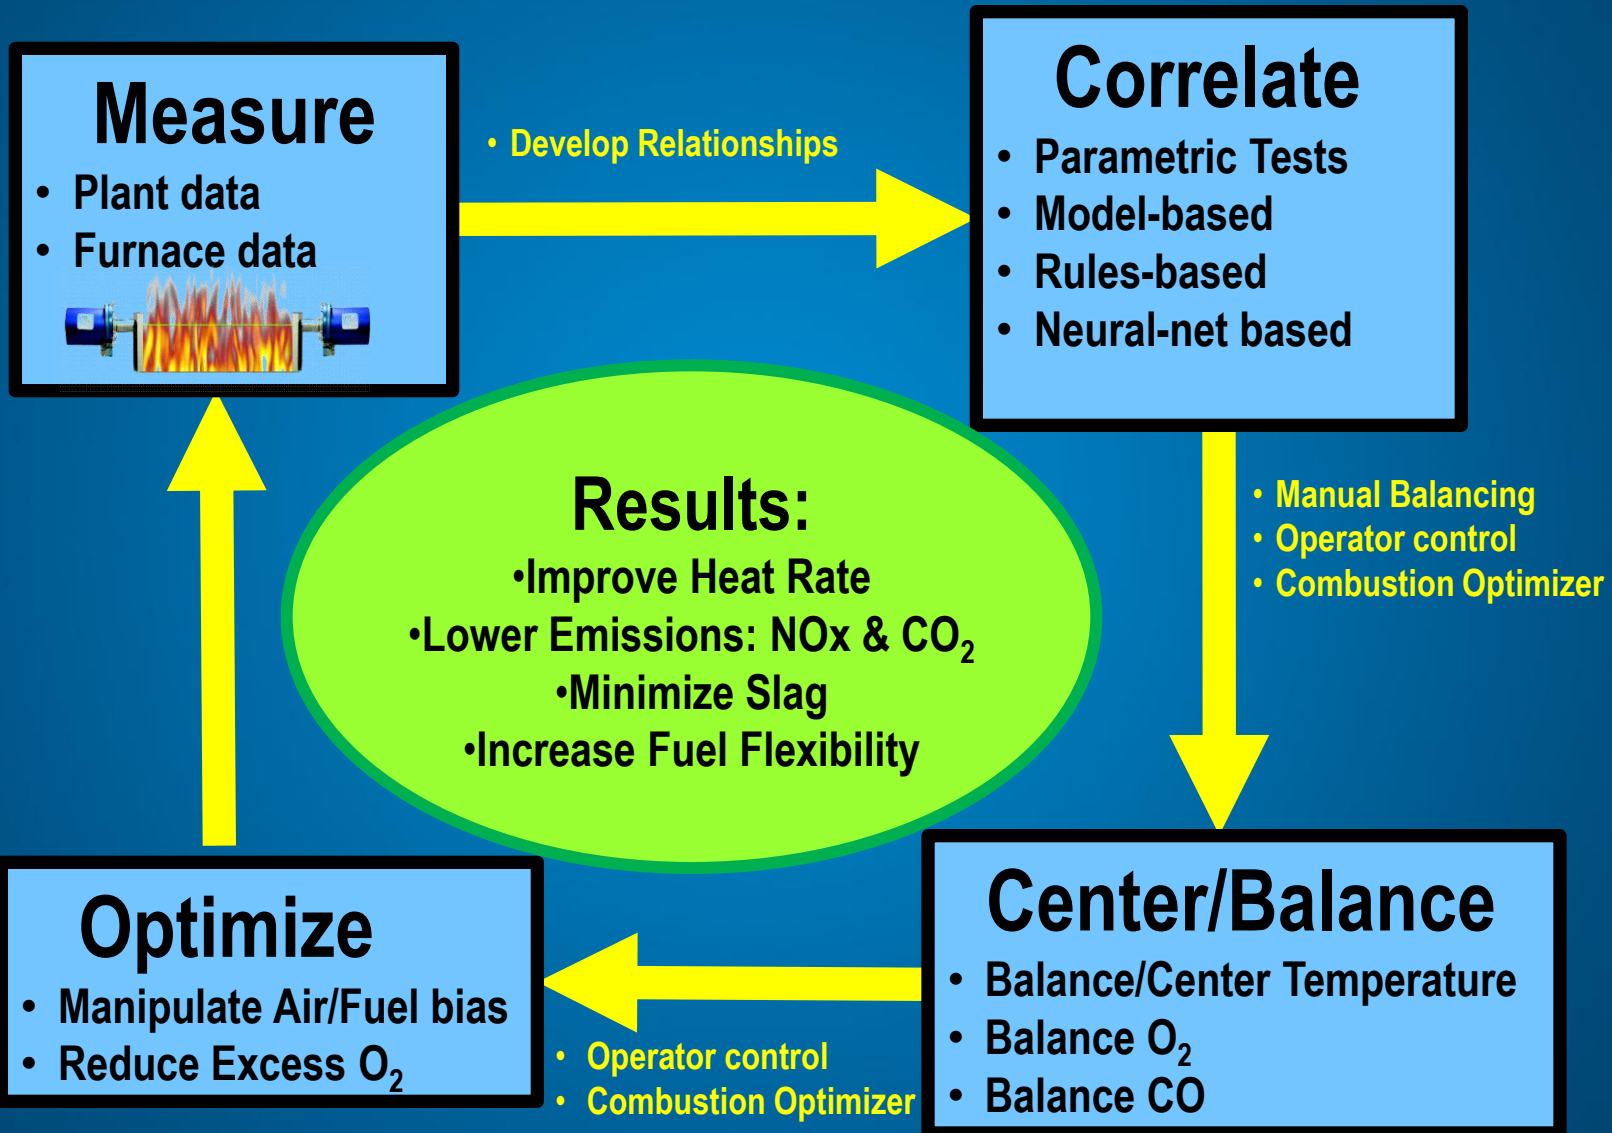 Measure
• Plant data
• Furnace data
• Develop Relationships
Correlate
• Parametric Tests
• Model-based
• Rules-based
• Neural-net based
• Manual Balancing
• Operator control
• Combustion Optimizer
Results:
•Improve Heat Rate
•Lower Emissions: NOx & CO₂
•Minimize Slag
•Increase Fuel Flexibility
Center/Balance
• Balance/Center Temperature
• Balance O₂
• Balance CO
• Operator control
• Combustion Optimizer
Optimize
• Manipulate Air/Fuel bias
• Reduce Excess O₂